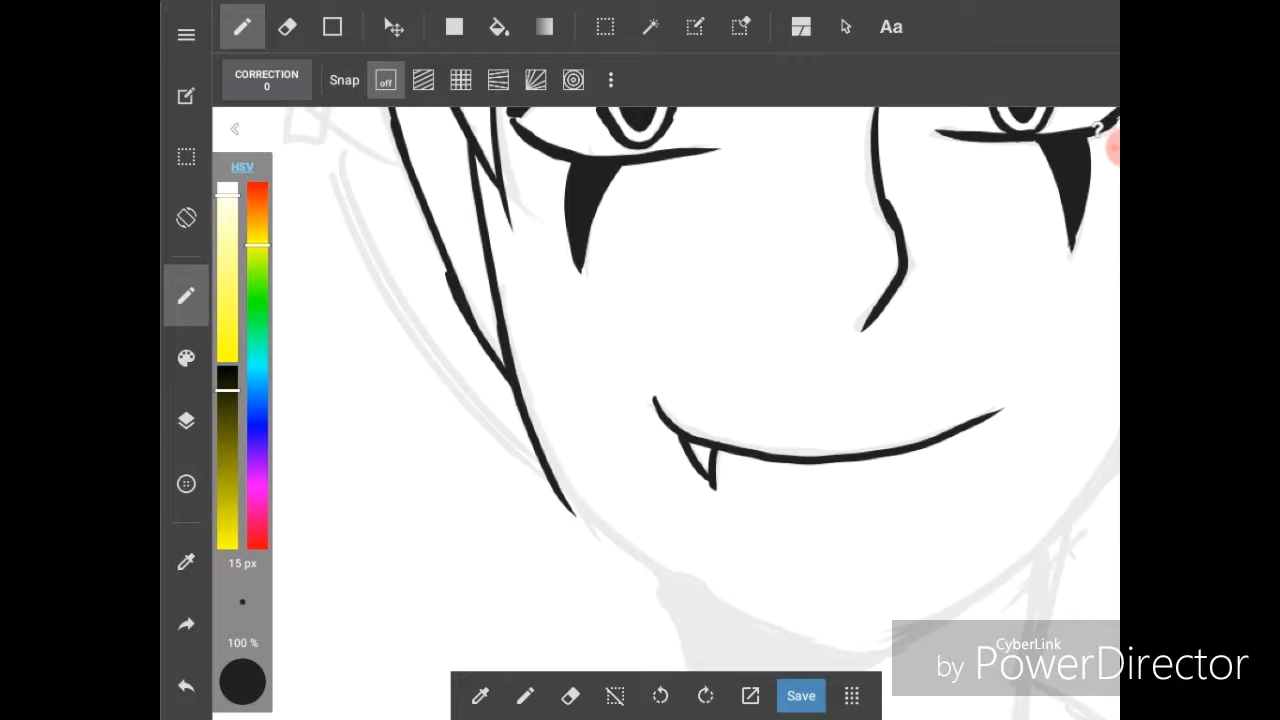 Aa
CORRECTION
0
Snap
off
?
HSV
15 px
100 %
Save
CyberLink
by PowerDirector